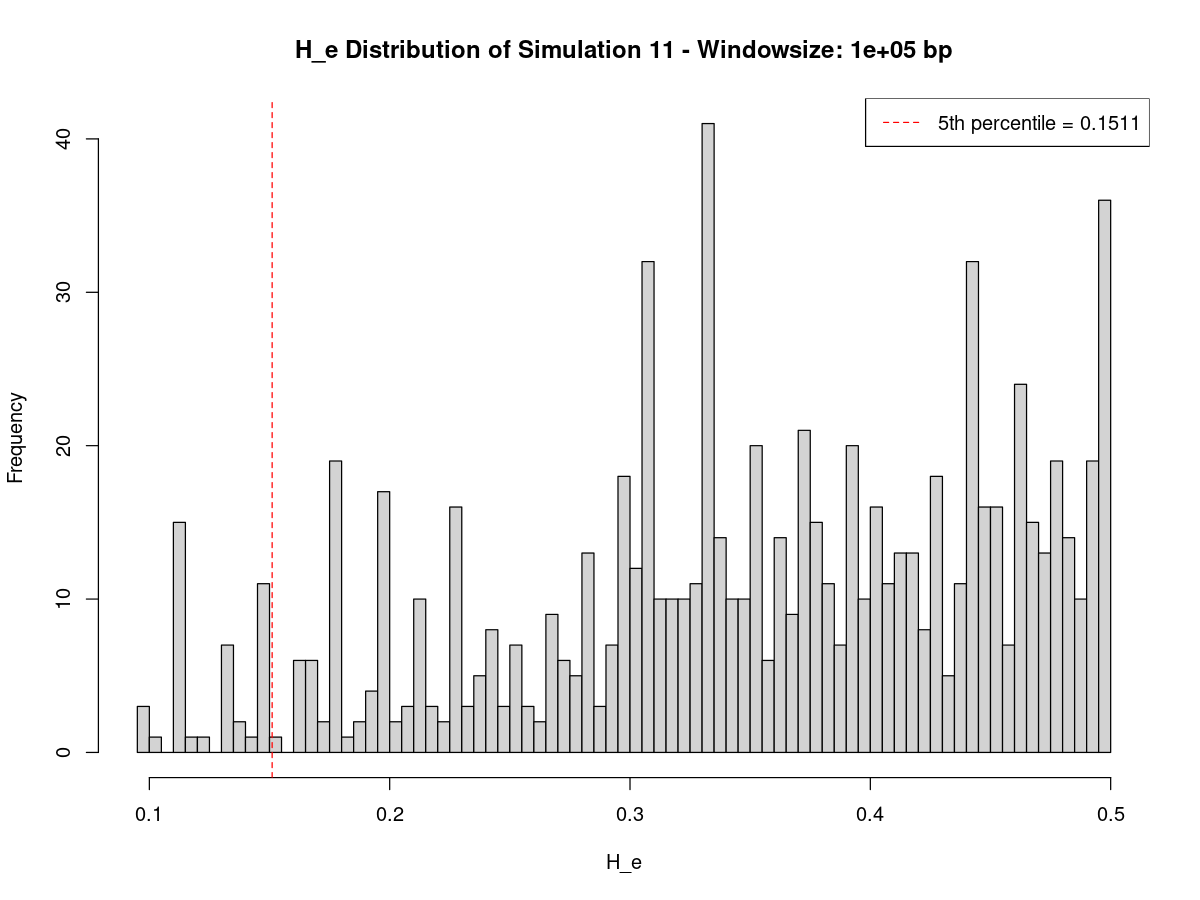 H_e Distribution of Simulation 11 - Windowsize: 1e+05 bp
5th percentile = 0.1511
40
30
20
10
0
Frequency
0.1 0.2 0.3 0.4 0.5
H_e